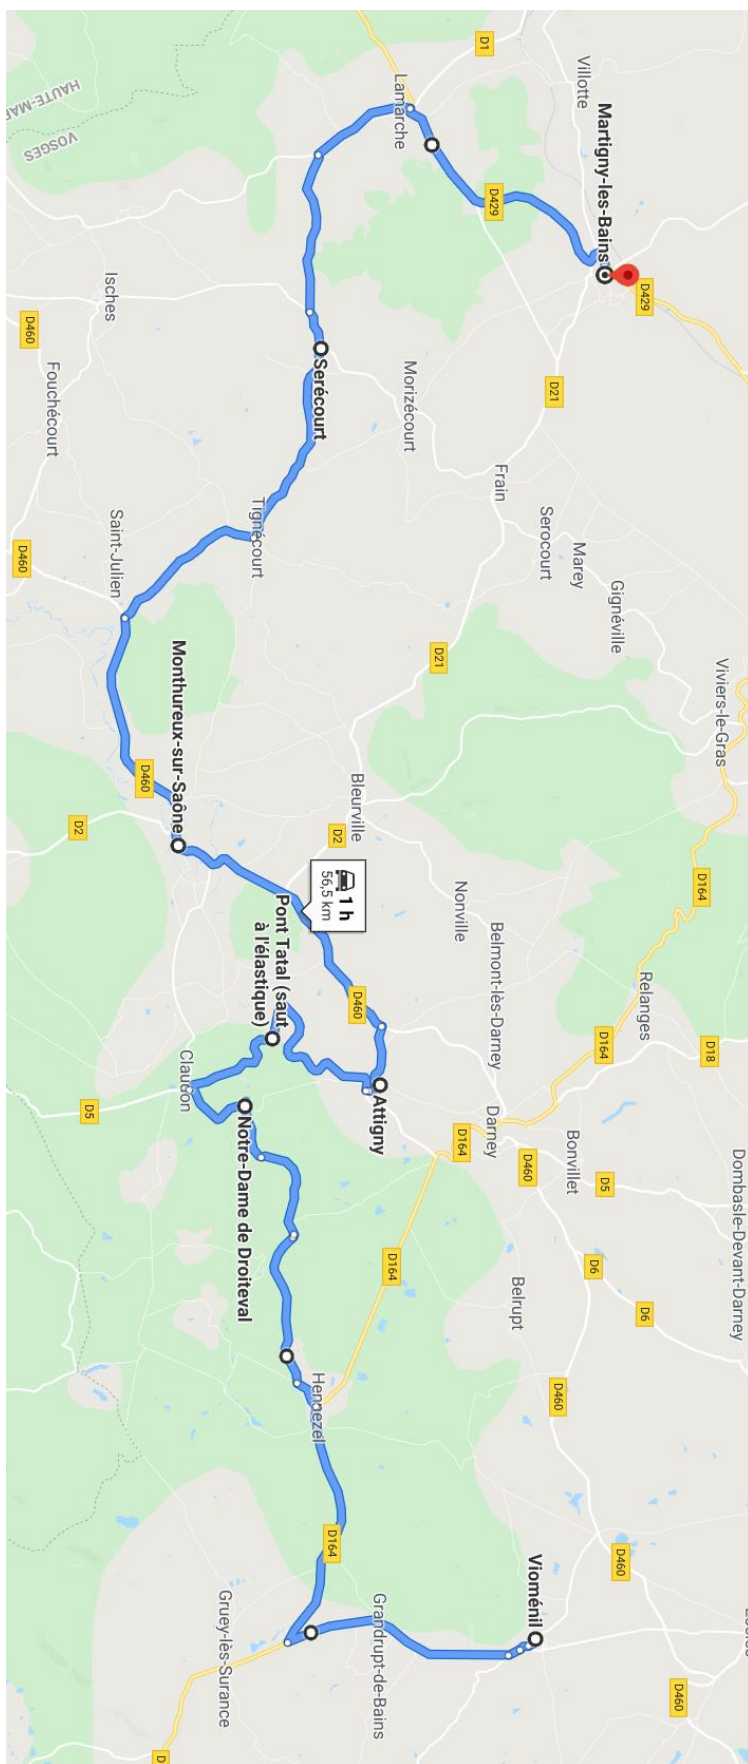 D429
Viviers-le-Gras
D164
D18
Dombasle-Devant-Darney
Villotte
Martigny-les-Bains
Gignéville
Marey
Serocourt
Relanges
D164
D5
D6
D6
D460
D460
D1
D21
Frain
Belmont-lès-Darney
Darney
Bonvillet
D460
Belrupt
D460
Vioménil
Lamarche
D429
Morizécourt
D21
Nonville
D164
D164
Serécourt
Bleurville
D2
1 h
56,5 km
D460
Attigny
Hennezel
D164
Grandrupt-de-Bains
Tignécourt
Pont Tatal (saut
à l'élastique)
Notre-Dame de Droiteval
HAUTE-MAR
VOSGES
Isches
Saint-Julien
Monthureux-sur-Saône
D460
Claudon
Gruey-lès-Surance
D460
Fouchécourt
D460
D2
D5
D